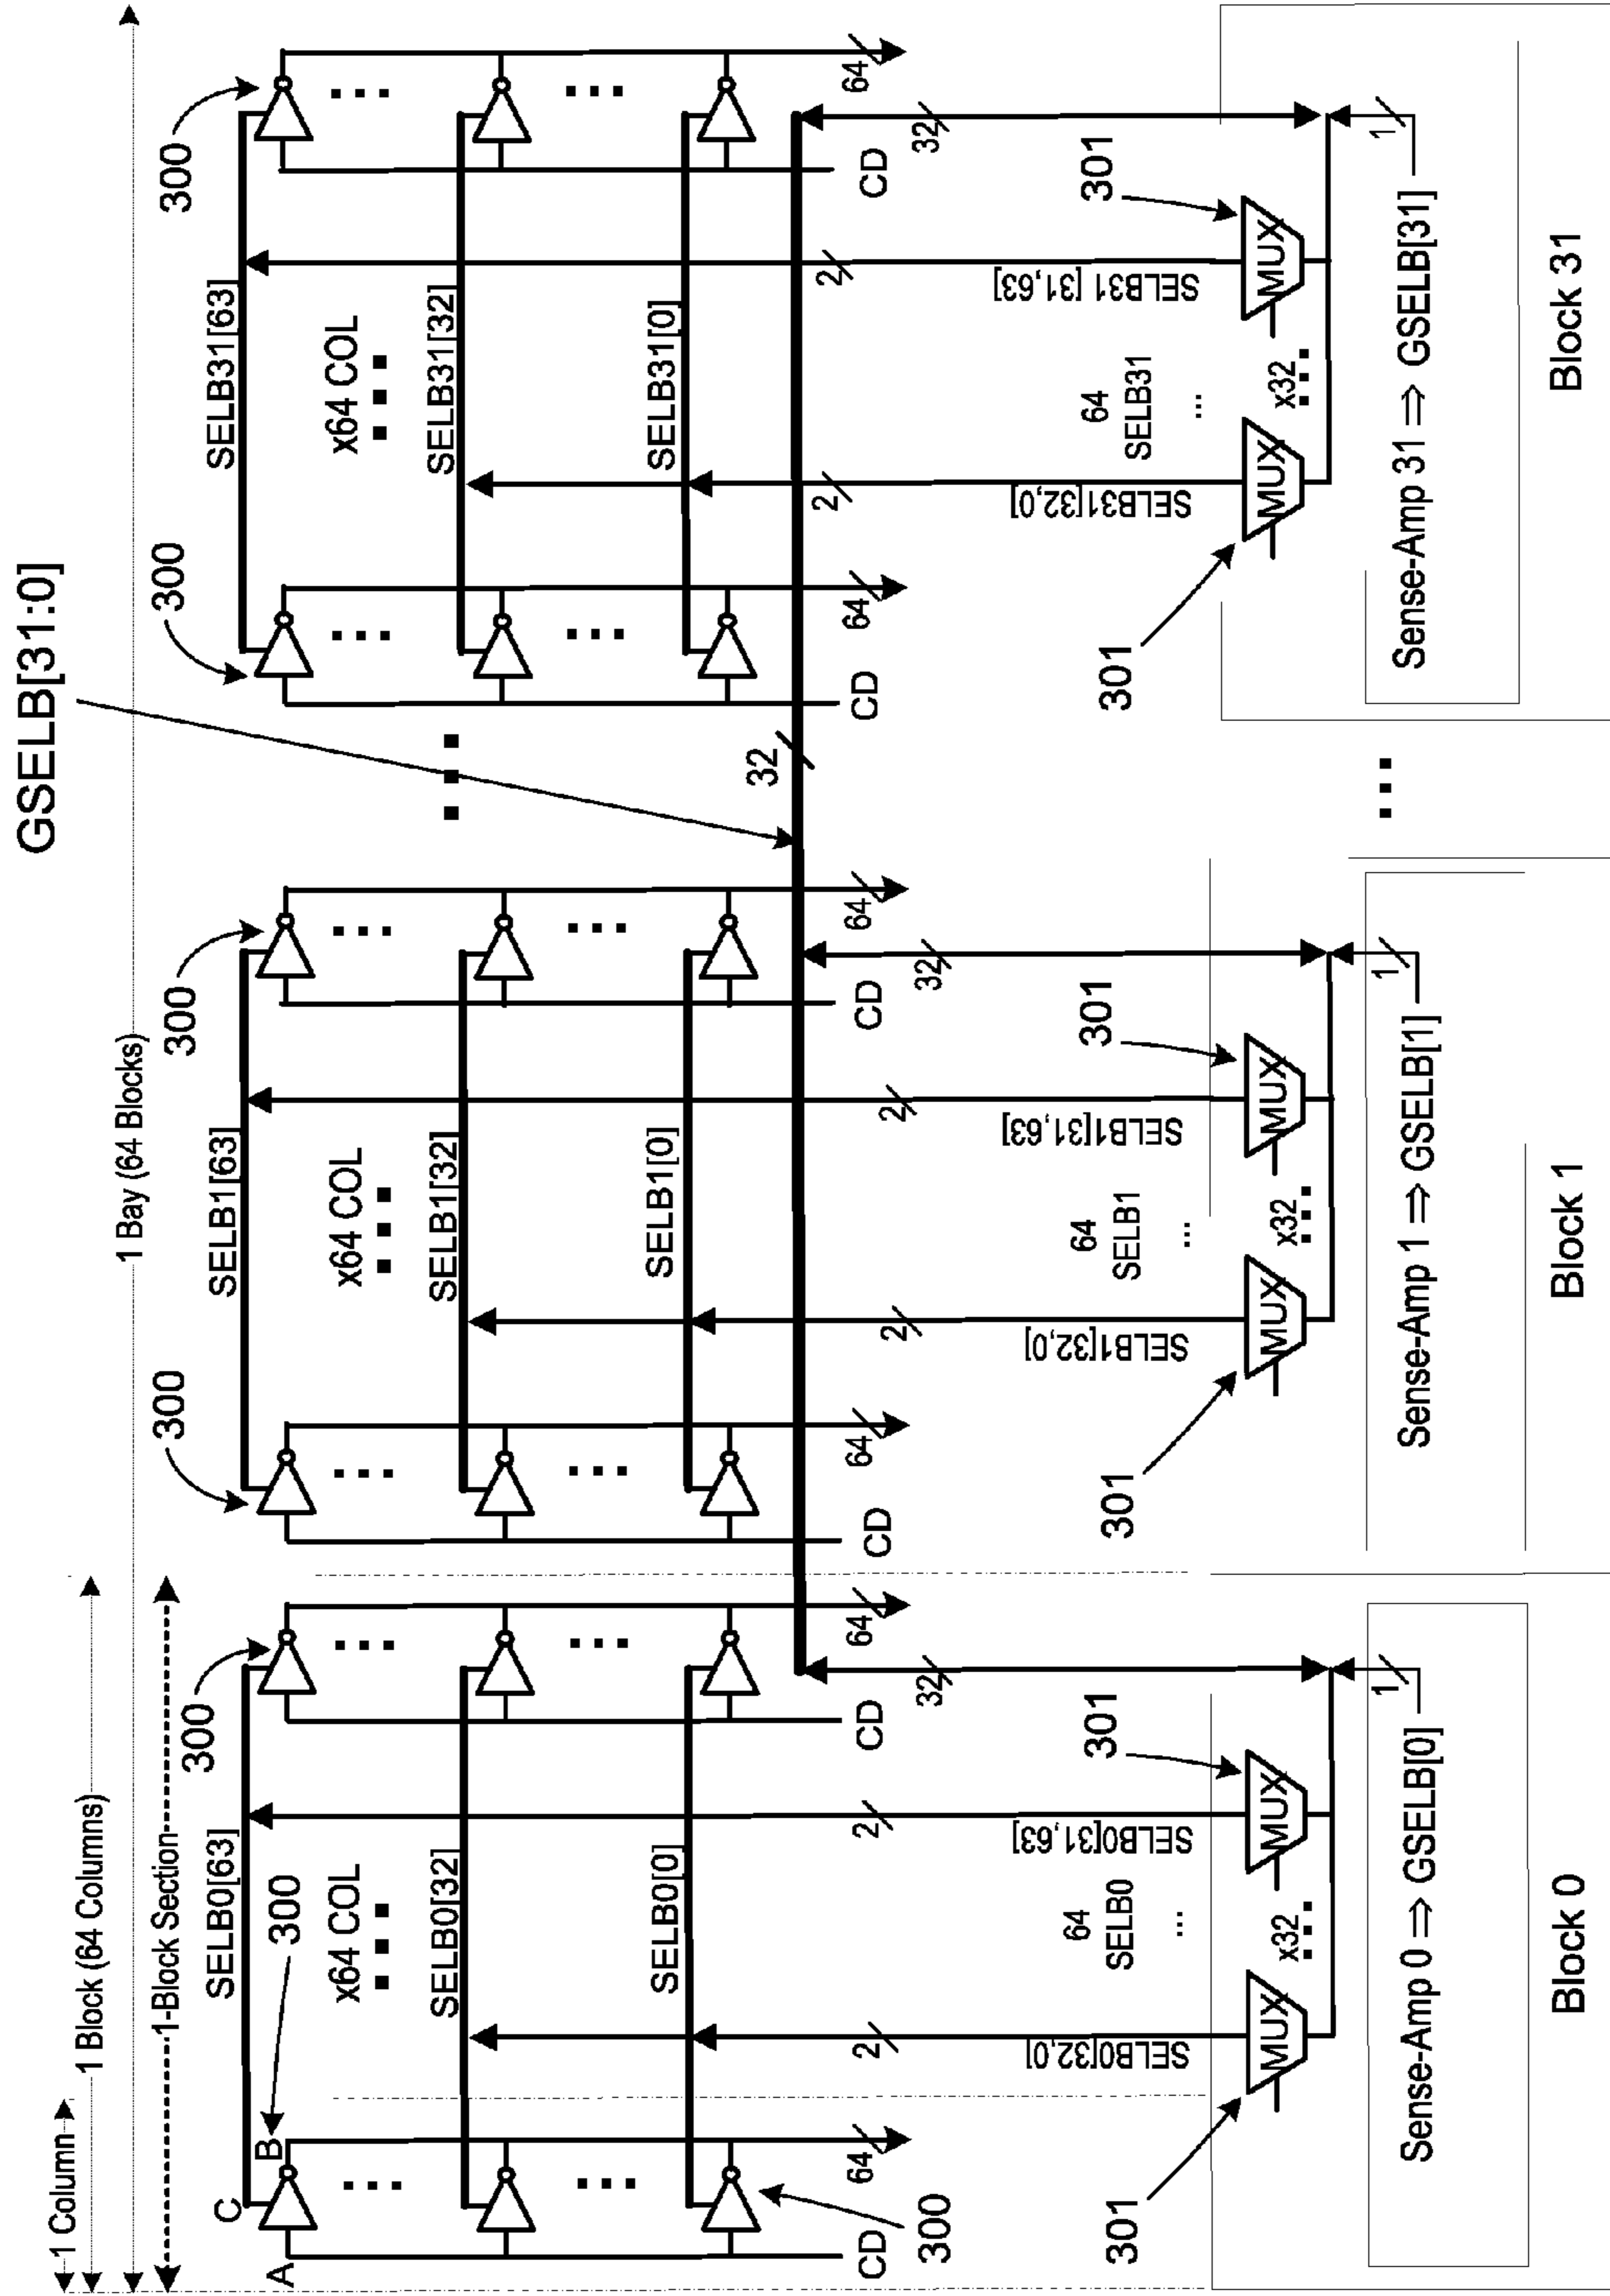 GSELB[31:0]
1 Column
1 Block (64 Columns)
1 Bay (64 Blocks)
1-Block Section
300
300
300
300
300
300
300
C
B
A
SELB0[63]
SELB1[63]
SELB31[63]
x64 COL
x64 COL
x64 COL
SELB0[32]
SELB1[32]
SELB31[32]
SELB0[0]
SELB1[0]
SELB31[0]
32
CD
64
CD
64
CD
64
CD
64
CD
64
CD
64
300
2
2
32
2
2
32
2
2
32
SELB0[32,0]
SELB0[31,63]
SELB1[32,0]
SELB1[31,63]
SELB31[32,0]
SELB31 [31,63]
64
SELB0
...
64
SELB1
...
64
SELB31
...
301
301
301
301
301
301
MUX
x32
MUX
MUX
x32
MUX
MUX
x32
MUX
1
1
1
Sense-Amp 0 ⇒ GSELB[0]
Sense-Amp 1 ⇒ GSELB[1]
Sense-Amp 31 ⇒ GSELB[31]
Block 0
Block 1
Block 31